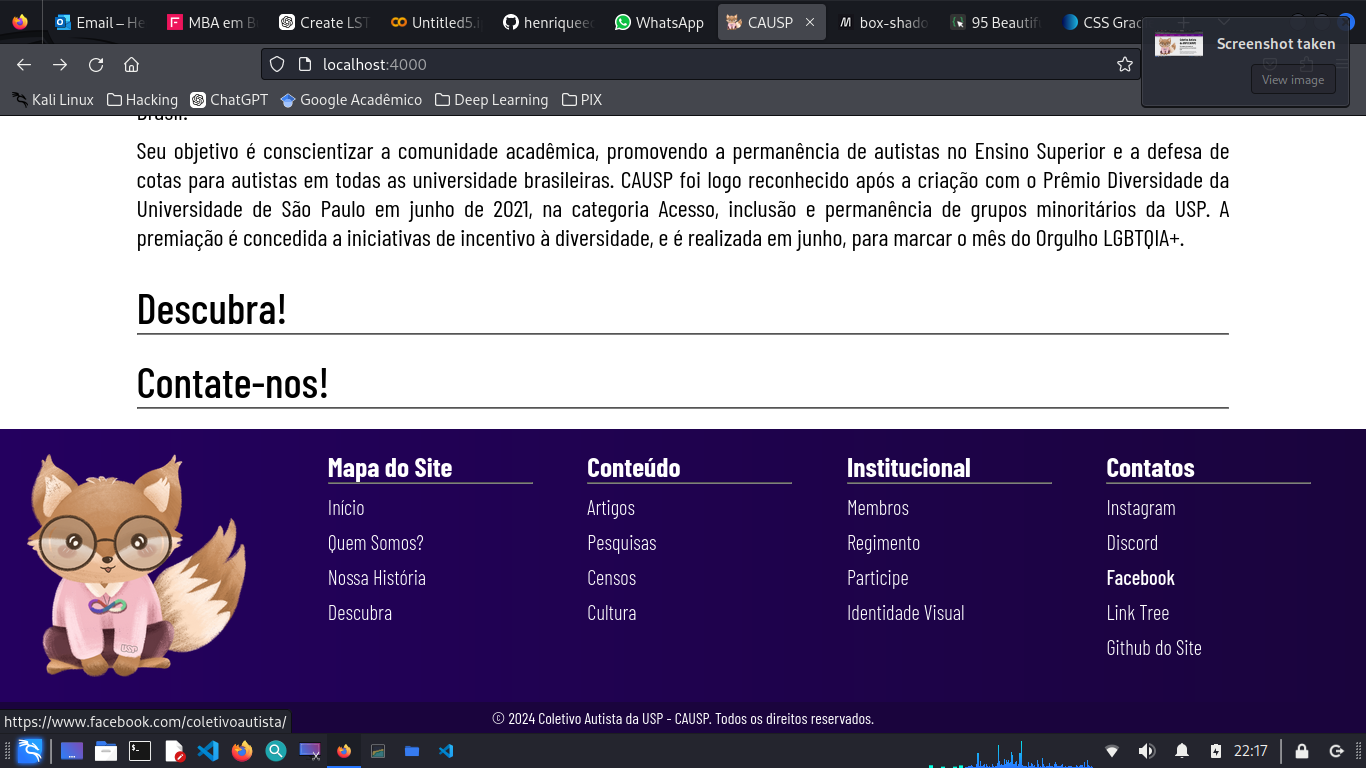 Email – He
MBA em B
Create LST
Untitled5.i
henriqueed
WhatsApp
CAUSP
box-shado
95 Beautifu
CSS Grad
localhost:4000
Screenshot taken
View image
Kali Linux
Hacking
ChatGPT
Google Acadêmico
Deep Learning
PIX
Brasil.
Seu objetivo é conscientizar a comunidade acadêmica, promovendo a permanência de autistas no Ensino Superior e a defesa de
cotas para autistas em todas as universidade brasileiras. CAUSP foi logo reconhecido após a criação com o Prêmio Diversidade da
Universidade de São Paulo em junho de 2021, na categoria Acesso, inclusão e permanência de grupos minoritários da USP. A
premiação é concedida a iniciativas de incentivo à diversidade, e é realizada em junho, para marcar o mês do Orgulho LGBTQIA+.
Descubra!
Contate-nos!
Mapa do Site
Início
Quem Somos?
Nossa História
Descubra
Conteúdo
Artigos
Pesquisas
Censos
Cultura
Institucional
Membros
Regimento
Participe
Identidade Visual
Contatos
Instagram
Discord
Facebook
Link Tree
Github do Site
USP
https://www.facebook.com/coletivoautista/
© 2024 Coletivo Autista da USP - CAUSP. Todos os direitos reservados.
22:17